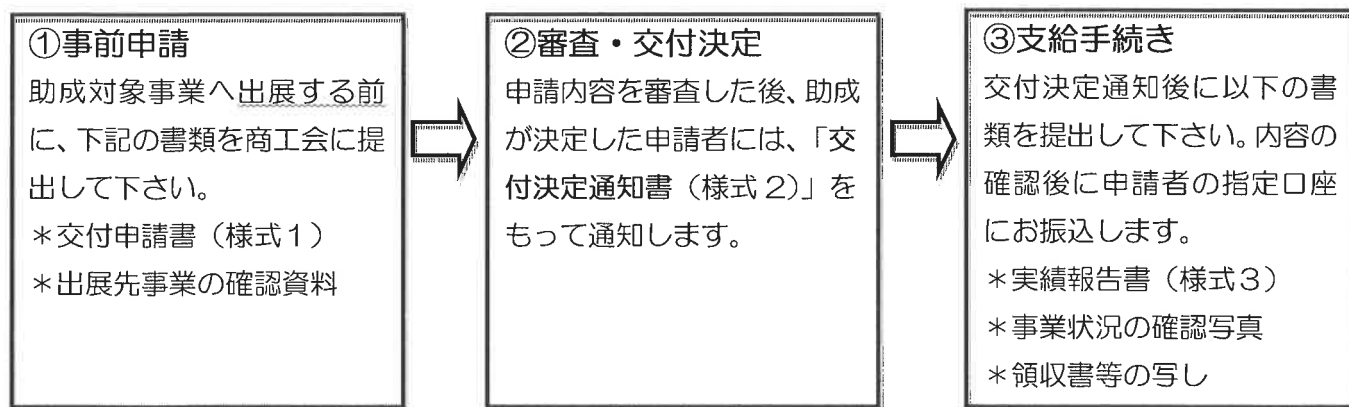 ①事前申請
助成対象事業へ出展する前
に、下記の書類を商工会に提
出して下さい。
＊交付申請書（様式１）
＊出展先事業の確認資料
②審査・交付決定
申請内容を審査した後、助成
が決定した申請者には、「交
付決定通知書（様式２）」を
もって通知します。
③支給手続き
交付決定通知後に以下の書
類を提出して下さい。内容の
確認後に申請者の指定口座
にお振込します。
＊実績報告書（様式３）
＊事業状況の確認写真
＊領収書等の写し